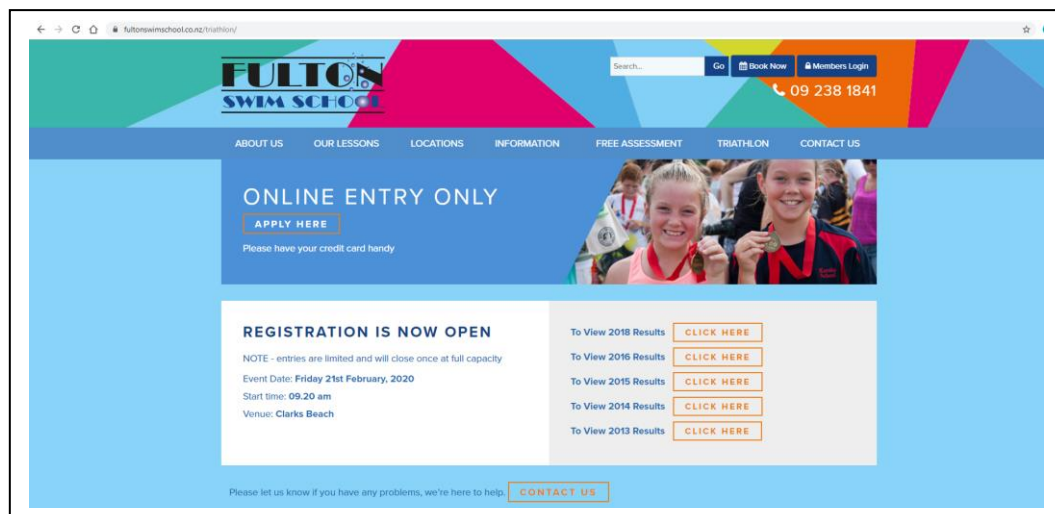 fultonswimschool.co.nz/triathlon/
FULTON
SWIM SCHOOL
Search...
Go
Book Now
Members Login
09 238 1841
ABOUT US
OUR LESSONS
LOCATIONS
INFORMATION
FREE ASSESSMENT
TRIATHLON
CONTACT US
ONLINE ENTRY ONLY
APPLY HERE
Please have your credit card handy
REGISTRATION IS NOW OPEN
NOTE - entries are limited and will close once at full capacity
Event Date: Friday 21st February, 2020
Start time: 09.20 am
Venue: Clarks Beach
To View 2018 Results CLICK HERE
To View 2016 Results CLICK HERE
To View 2015 Results CLICK HERE
To View 2014 Results CLICK HERE
To View 2013 Results CLICK HERE
Please let us know if you have any problems, we're here to help. CONTACT US